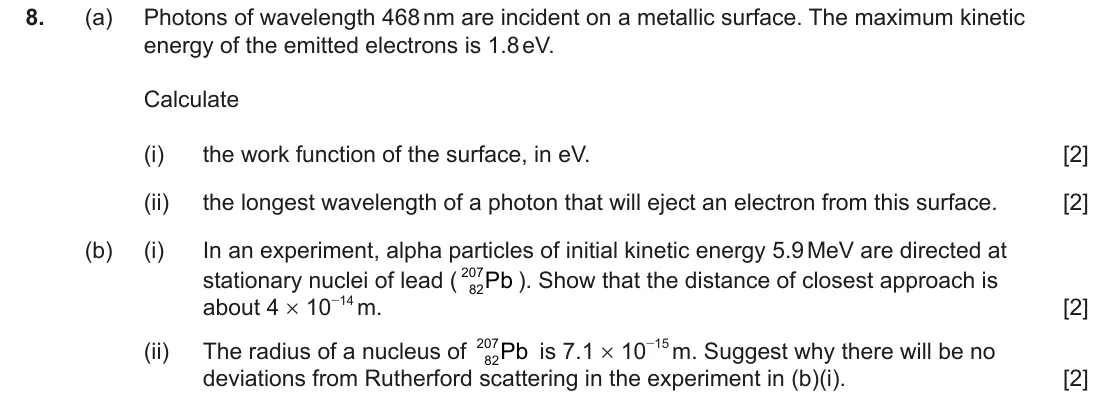 8. (a) Photons of wavelength 468 nm are incident on a metallic surface. The maximum kinetic
energy of the emitted electrons is 1.8 eV.
Calculate
(i) the work function of the surface, in eV. [2]
(ii) the longest wavelength of a photon that will eject an electron from this surface. [2]
(b) (i) In an experiment, alpha particles of initial kinetic energy 5.9 MeV are directed at
stationary nuclei of lead (²⁰⁷₈₂Pb). Show that the distance of closest approach is
about 4 × 10⁻¹⁴ m. [2]
(ii) The radius of a nucleus of ²⁰⁷₈₂Pb is 7.1 × 10⁻¹⁵ m. Suggest why there will be no
deviations from Rutherford scattering in the experiment in (b)(i). [2]